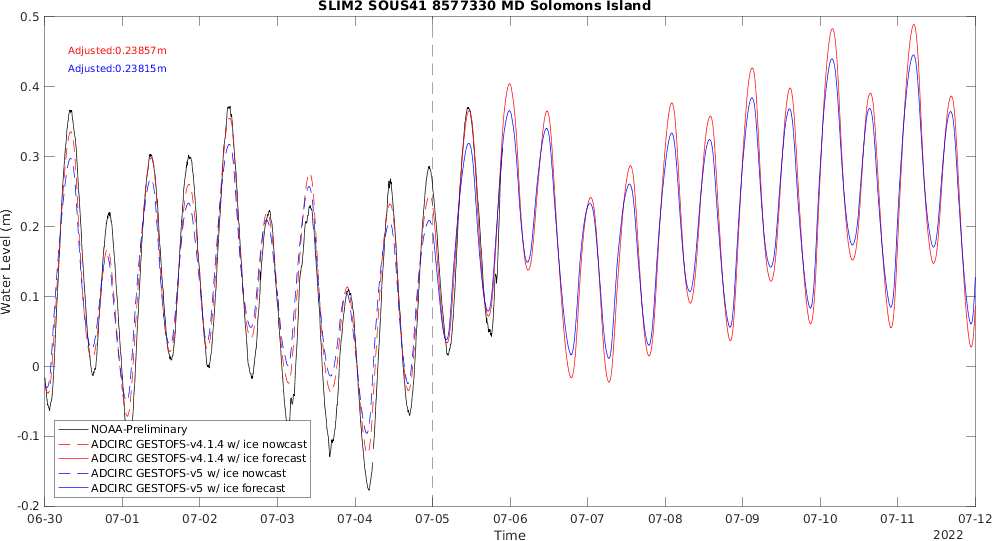 SLIM2 SOUS41 8577330 MD Solomons Island
Adjusted:0.23857m
Adjusted:0.23815m
0.5
0.4
0.3
0.2
0.1
0
-0.1
-0.2
Water Level (m)
NOAA-Preliminary
ADCIRC GESTOFS-v4.1.4 w/ ice nowcast
ADCIRC GESTOFS-v4.1.4 w/ ice forecast
ADCIRC GESTOFS-v5 w/ ice nowcast
ADCIRC GESTOFS-v5 w/ ice forecast
06-30 07-01 07-02 07-03 07-04 07-05 07-06 07-07 07-08 07-09 07-10 07-11 07-12
Time
2022